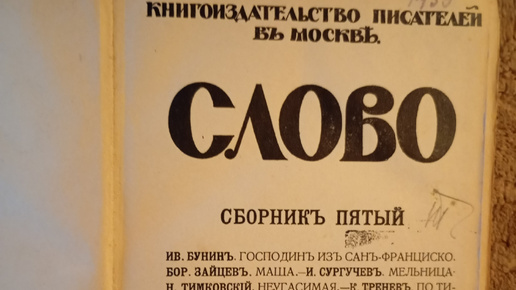 КНИГОИЗДАТЕЛЬСТВО ПИСАТЕЛЕЙ
ВЪ МОСКВѢ.
СЛОВО
СБОРНИКЪ ПЯТЫЙ
ИВ. БУНИНЪ. ГОСПОДИНЪ ИЗЪ САНЪ-ФРАНЦИСКО.
БОР. ЗАЙЦЕВЪ. МАША.—И. СУРГУЧЕВЪ. МЕЛЬНИЦА.
Н. ТИМКОВСКІЙ. НЕУГАСИМАЯ.—К. ТРЕНЕВЪ. ПО ТИ-